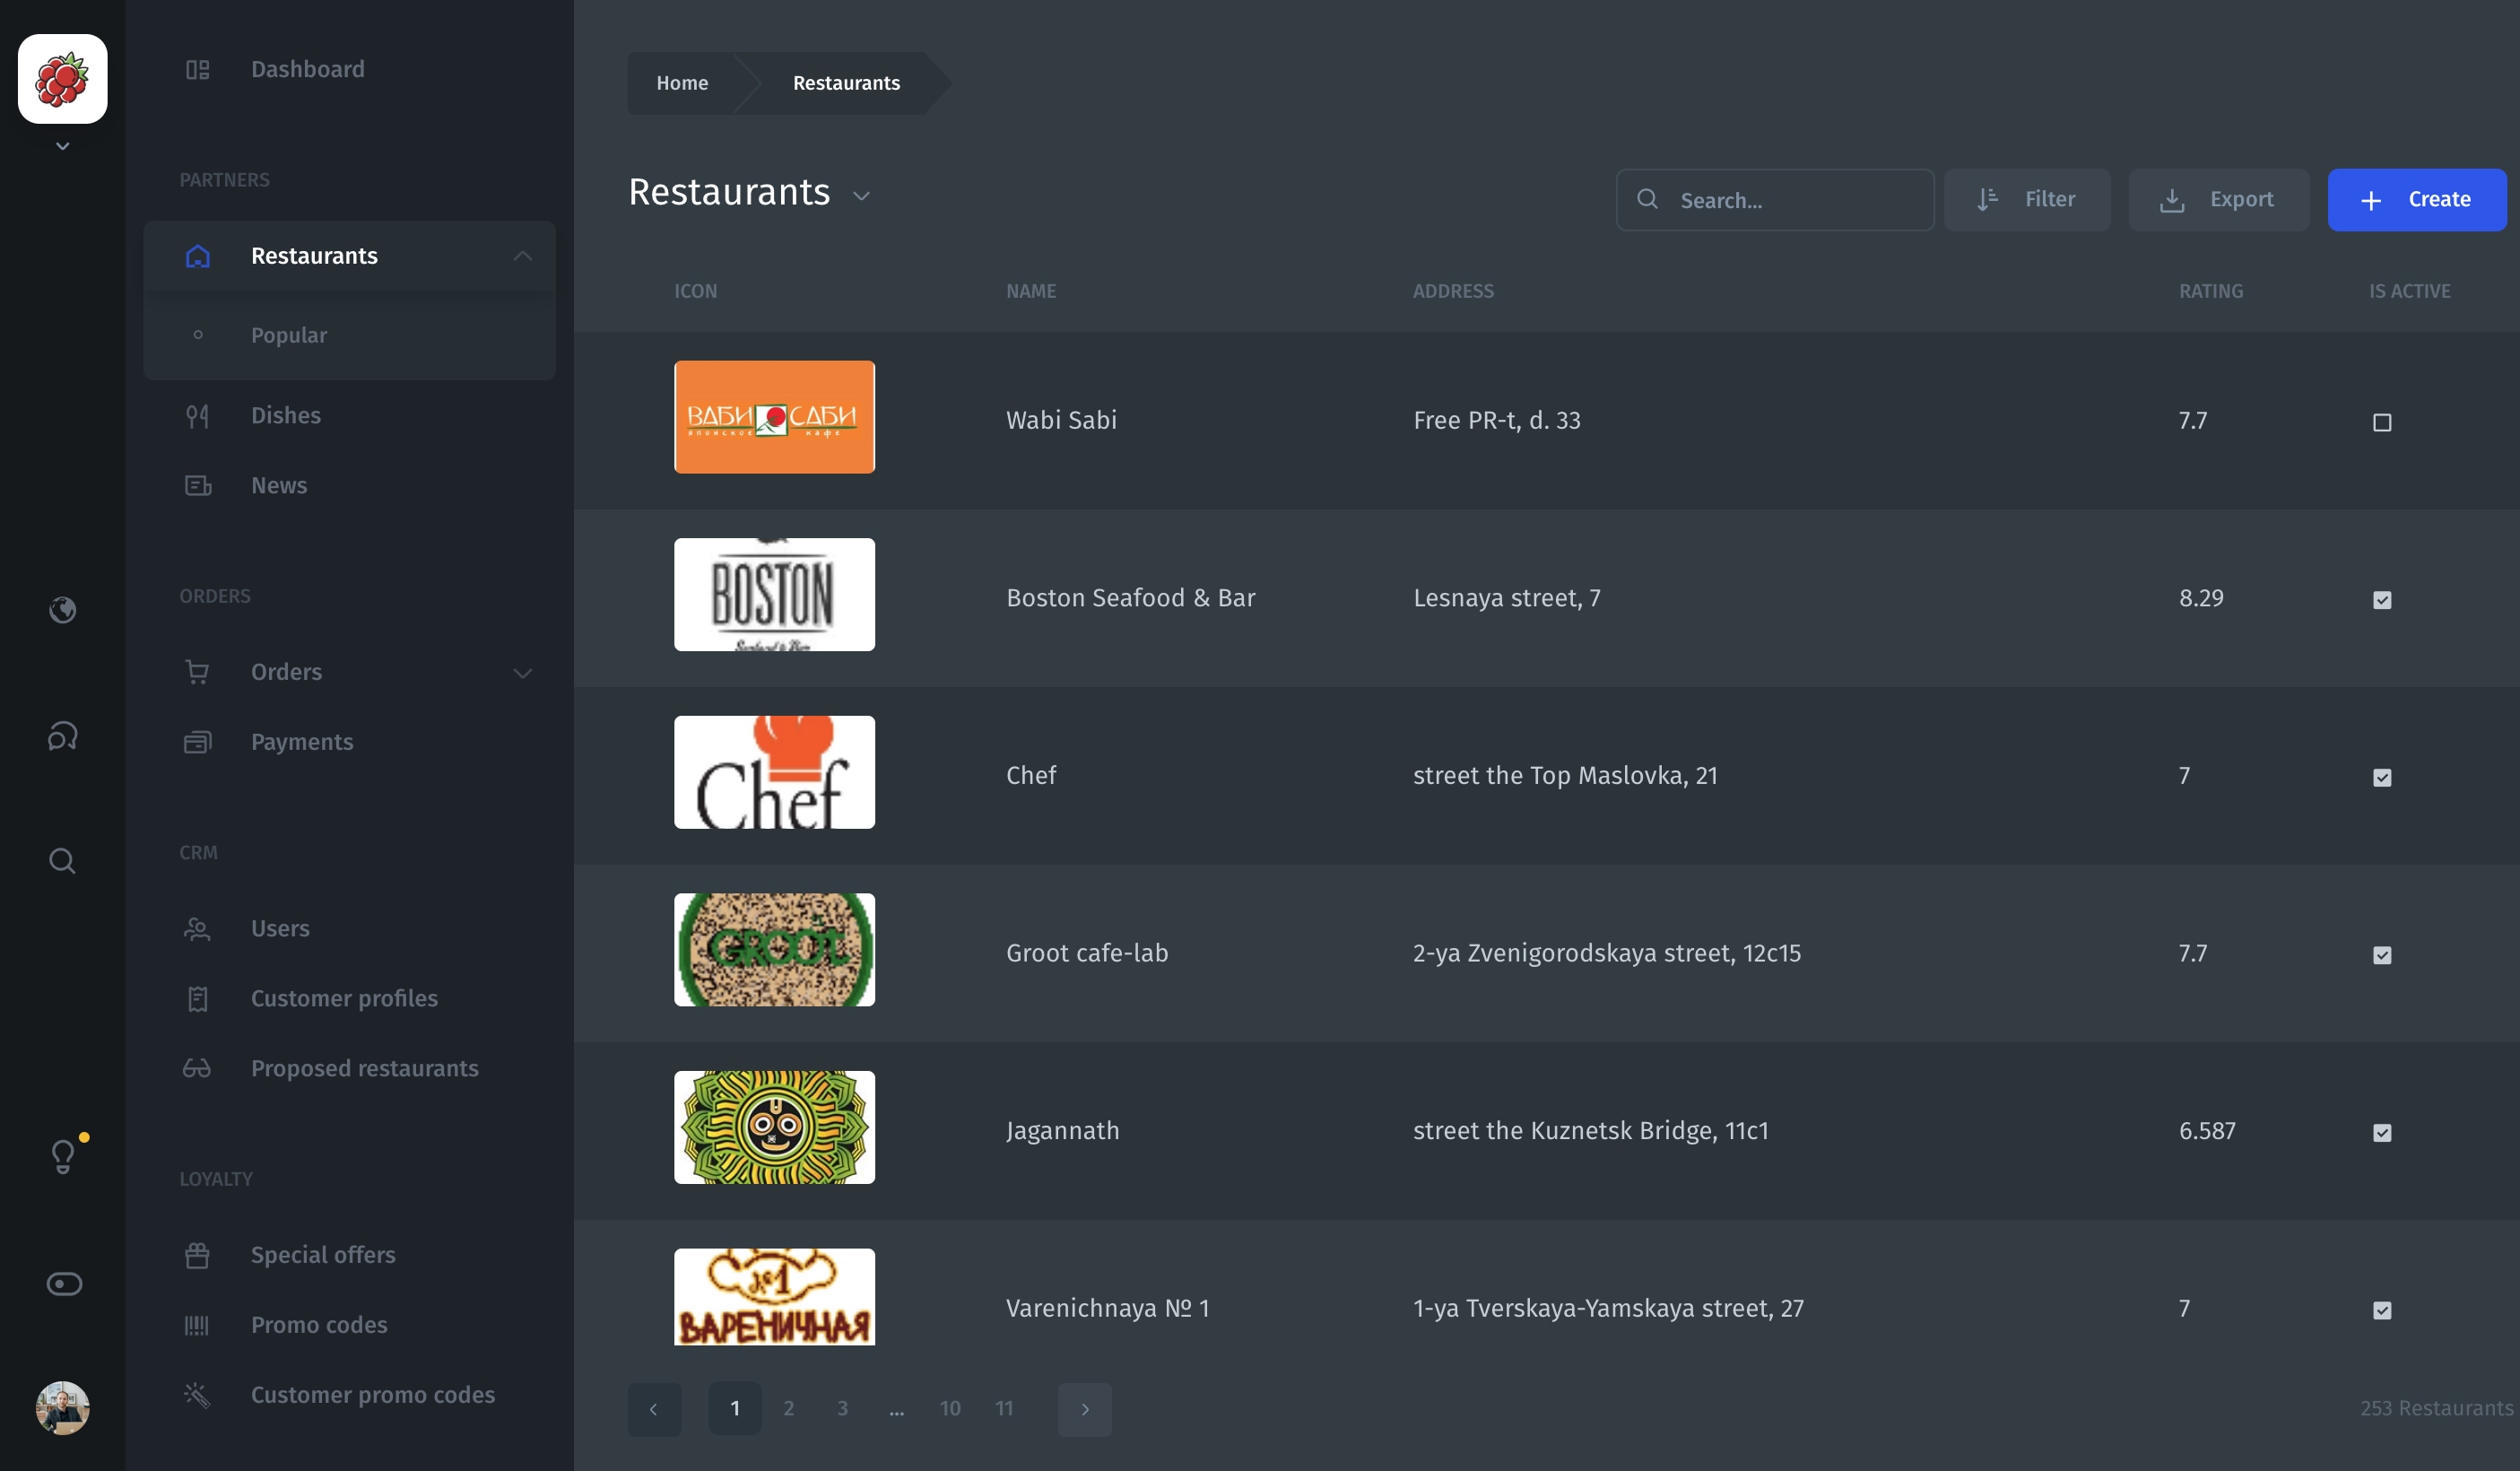 Dashboard
PARTNERS
Restaurants
Popular
Dishes
News
ORDERS
Orders
Payments
CRM
Users
Customer profiles
Proposed restaurants
LOYALTY
Special offers
Promo codes
Customer promo codes
Home Restaurants
Restaurants
Search...
Filter
Export
Create
ICON NAME ADDRESS RATING IS ACTIVE
ВАБИ САБИ
японское кафе
Wabi Sabi Free PR-t, d. 33 7.7
BOSTON
Seafood & Bar
Boston Seafood & Bar Lesnaya street, 7 8.29
Chef
Chef street the Top Maslovka, 21 7
GROOT
Groot cafe-lab 2-ya Zvenigorodskaya street, 12c15 7.7
Jagannath street the Kuznetsk Bridge, 11c1 6.587
№1
ВАРЕНИЧНАЯ
Varenichnaya № 1 1-ya Tverskaya-Yamskaya street, 27 7
1 2 3 ... 10 11
253 Restaurants